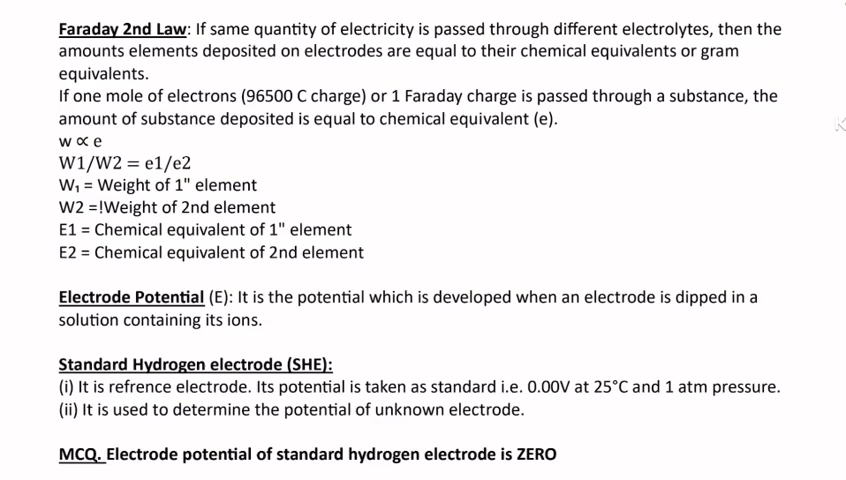 Faraday 2nd Law: If same quantity of electricity is passed through different electrolytes, then the
amounts elements deposited on electrodes are equal to their chemical equivalents or gram
equivalents.
If one mole of electrons (96500 C charge) or 1 Faraday charge is passed through a substance, the
amount of substance deposited is equal to chemical equivalent (e).
w ∝ e
W1/W2 = e1/e2
W₁ = Weight of 1" element
W2 =!Weight of 2nd element
E1 = Chemical equivalent of 1" element
E2 = Chemical equivalent of 2nd element
Electrode Potential (E): It is the potential which is developed when an electrode is dipped in a
solution containing its ions.
Standard Hydrogen electrode (SHE):
(i) It is refrence electrode. Its potential is taken as standard i.e. 0.00V at 25°C and 1 atm pressure.
(ii) It is used to determine the potential of unknown electrode.
MCQ. Electrode potential of standard hydrogen electrode is ZERO